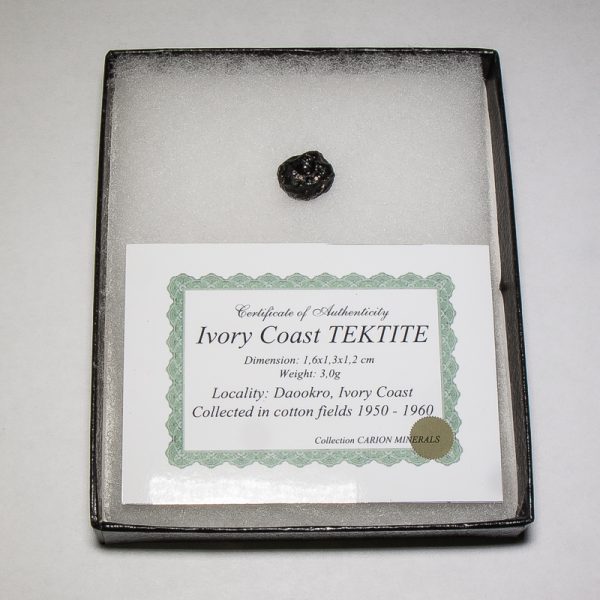 Certificate of Authenticity
Ivory Coast TEKTITE
Dimension: 1,6x1,3x1,2 cm
Weight: 3,0g
Locality: Daookro, Ivory Coast
Collected in cotton fields 1950 - 1960
Collection CARION MINERALS